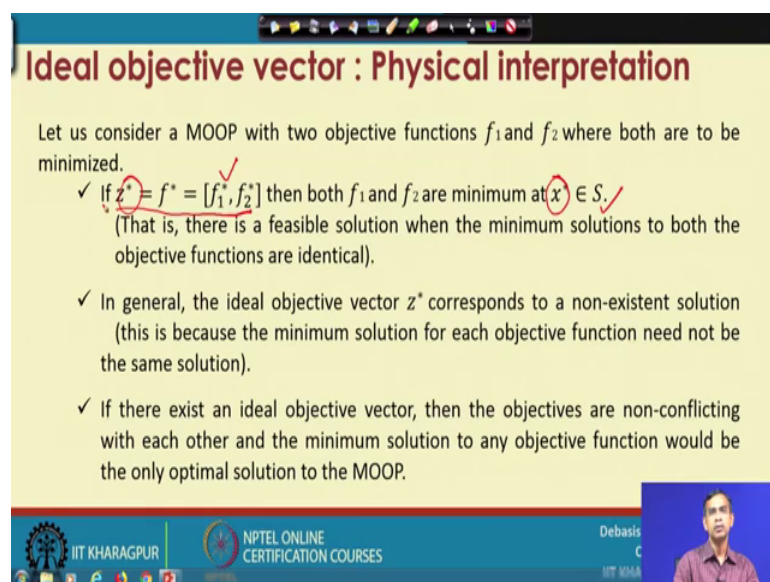 Ideal objective vector : Physical interpretation
Let us consider a MOOP with two objective functions f1 and f2 where both are to be
minimized.
✓ If z* = f* = [f1*, f2*] then both f1 and f2 are minimum at x* ∈ S.
(That is, there is a feasible solution when the minimum solutions to both the
objective functions are identical).
✓ In general, the ideal objective vector z* corresponds to a non-existent solution
(this is because the minimum solution for each objective function need not be
the same solution).
✓ If there exist an ideal objective vector, then the objectives are non-conflicting
with each other and the minimum solution to any objective function would be
the only optimal solution to the MOOP.
IIT KHARAGPUR
NPTEL ONLINE
CERTIFICATION COURSES
Debasis
C
IIT KHA